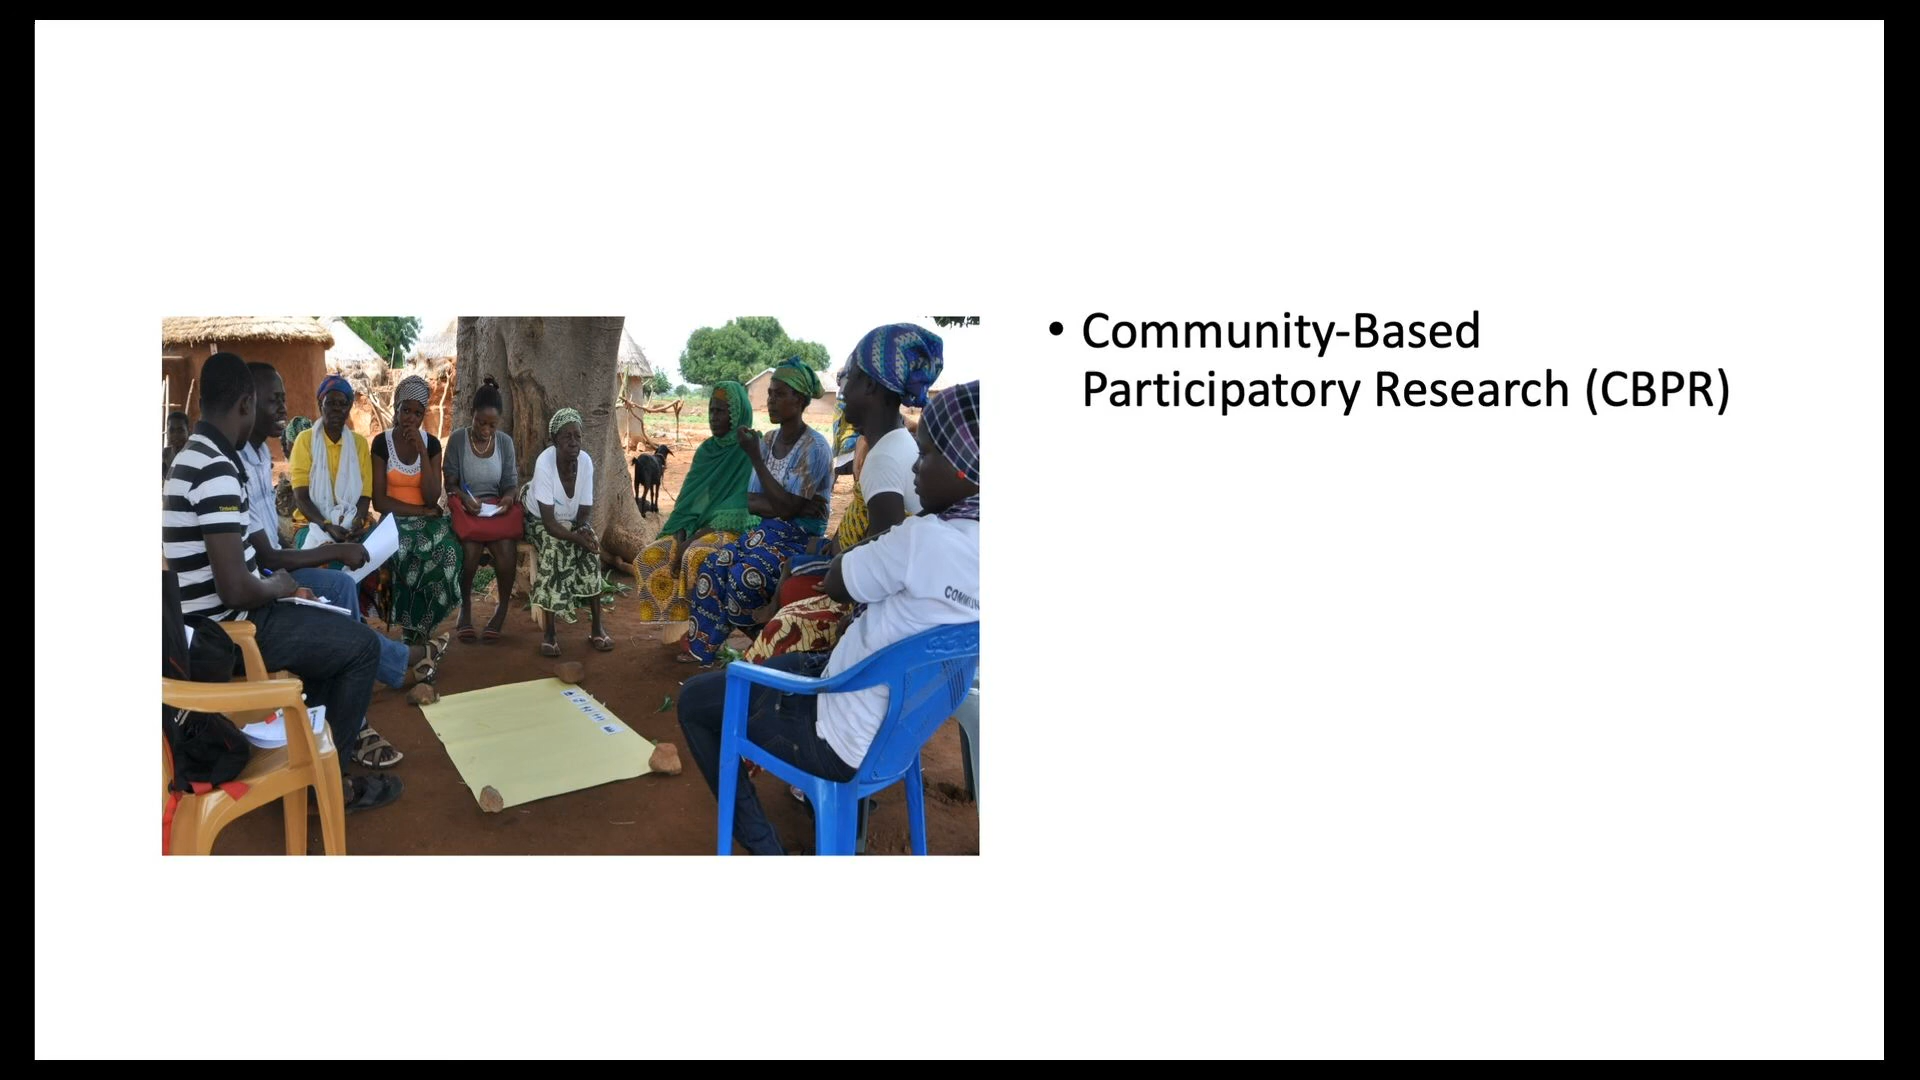 • Community-Based
Participatory Research (CBPR)